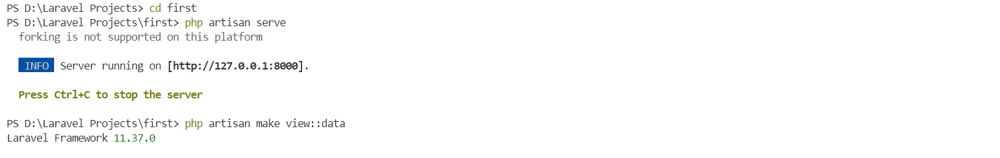 PS D:\Laravel Projects> cd first
PS D:\Laravel Projects\first> php artisan serve
forking is not supported on this platform
INFO Server running on [http://127.0.0.1:8000].
Press Ctrl+C to stop the server
PS D:\Laravel Projects\first> php artisan make view::data
Laravel Framework 11.37.0